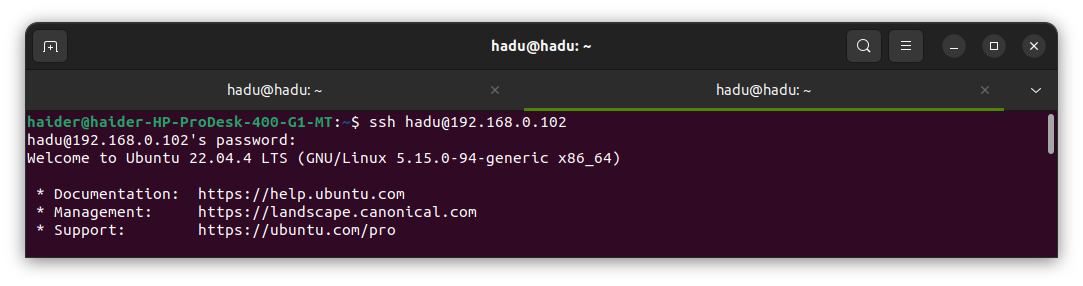 hadu@hadu: ~
hadu@hadu: ~
hadu@hadu: ~
haider@haider-HP-ProDesk-400-G1-MT:~$ ssh hadu@192.168.0.102
hadu@192.168.0.102's password:
Welcome to Ubuntu 22.04.4 LTS (GNU/Linux 5.15.0-94-generic x86_64)
* Documentation:  https://help.ubuntu.com
* Management:     https://landscape.canonical.com
* Support:        https://ubuntu.com/pro